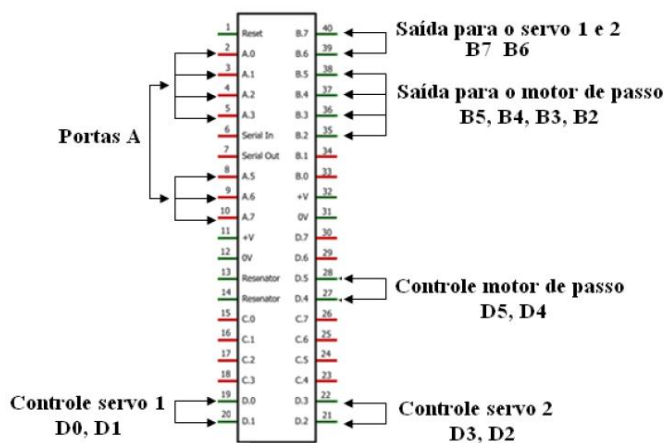 Saída para o servo 1 e 2
B7 B6
Saída para o motor de passo
B5, B4, B3, B2
Portas A
Controle motor de passo
D5, D4
Controle servo 1
D0, D1
Controle servo 2
D3, D2
1 Reset B.7 40
2 A.0 B.6 39
3 A.1 B.5 38
4 A.2 B.4 37
5 A.3 B.3 36
6 Serial In B.2 35
7 Serial Out B.1 34
8 A.5 B.0 33
9 A.6 +V 32
10 A.7 0V 31
11 +V D.7 30
12 0V D.6 29
13 Resonator D.5 28
14 Resonator D.4 27
15 C.0 C.7 26
16 C.1 C.6 25
17 C.2 C.5 24
18 C.3 C.4 23
19 D.0 D.3 22
20 D.1 D.2 21